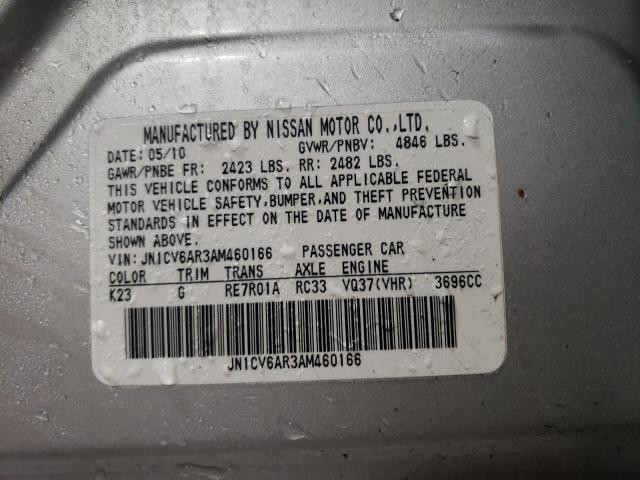 MANUFACTURED BY NISSAN MOTOR CO.,LTD.
DATE: 05/10 GVWR/PNBV: 4846 LBS.
GAWR/PNBE FR: 2423 LBS. RR: 2482 LBS.
THIS VEHICLE CONFORMS TO ALL APPLICABLE FEDERAL
MOTOR VEHICLE SAFETY,BUMPER,AND THEFT PREVENTION
STANDARDS IN EFFECT ON THE DATE OF MANUFACTURE
SHOWN ABOVE.
VIN:JN1CV6AR3AM460166 PASSENGER CAR
COLOR TRIM TRANS AXLE ENGINE
K23 G RE7R01A RC33 VQ37(VHR) 3696CC
JN1CV6AR3AM460166